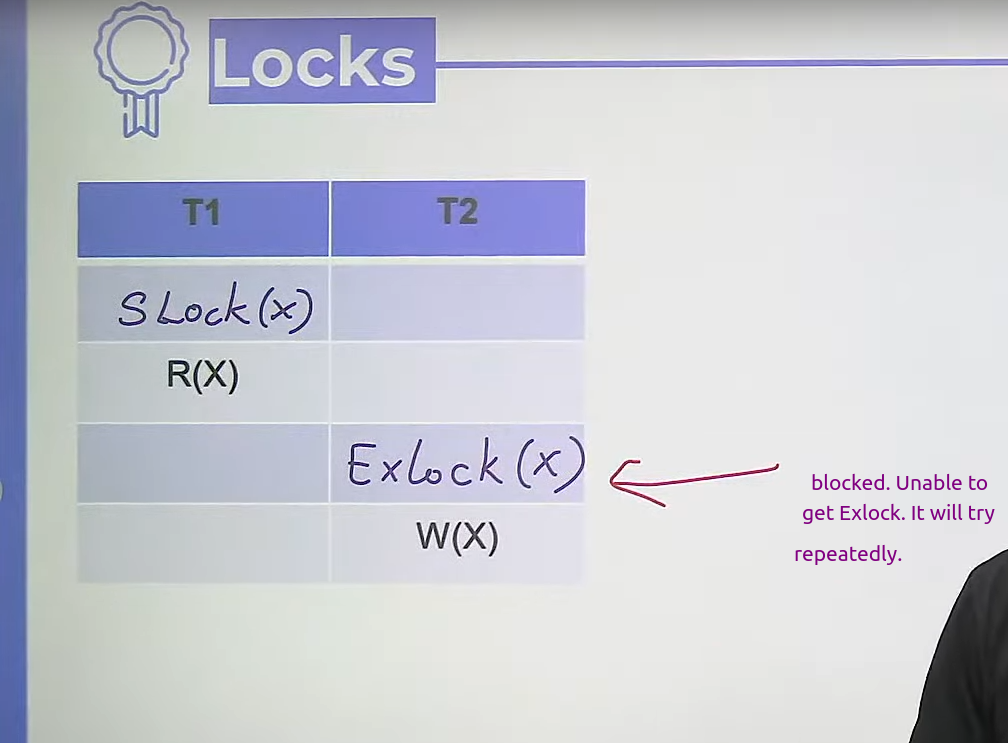 Locks
T1 T2
SLock(x)
R(X)
Exlock(x)
W(X)
blocked. Unable to
get Exlock. It will try
repeatedly.